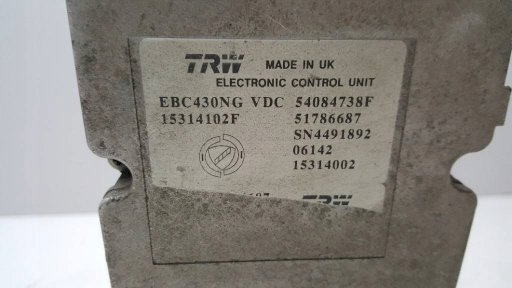 TRW MADE IN UK
ELECTRONIC CONTROL UNIT
EBC430NG VDC 54084738F
15314102F 51786687
SN4491892
06142
15314002
TRW